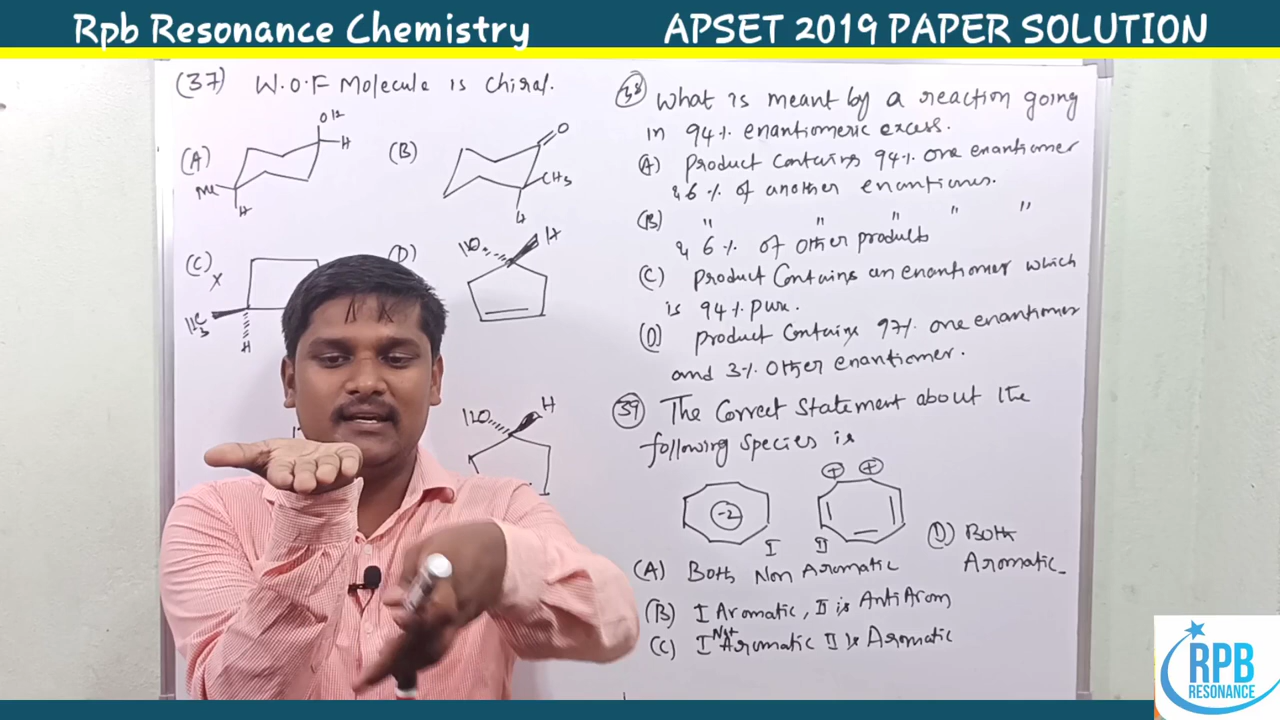 Rpb Resonance Chemistry
APSET 2019 PAPER SOLUTION
(37) W.O.F Molecule is chiral.
(A)
OH
H
Me
H
(B)
O
CH3
H
(C)
X
H3C
H
(D)
HO
H
HO
H
(38) What is meant by a reaction going
in 94% enantiomeric excess.
(A) product contains 94% one enantiomer
& 6% of another enantiomer.
(B) " " " " "
& 6% of other products
(C) product contains an enantiomer which
is 94% pure.
(D) product contains 97% one enantiomer
and 3% other enantiomer.
(39) The correct statement about the
following species is
-2
I
+ +
II
(D) Both
Aromatic
(A) Both Non Aromatic
(B) I Aromatic, II is Anti Arom
(C) I Not Aromatic II is Aromatic
RPB
RESONANCE